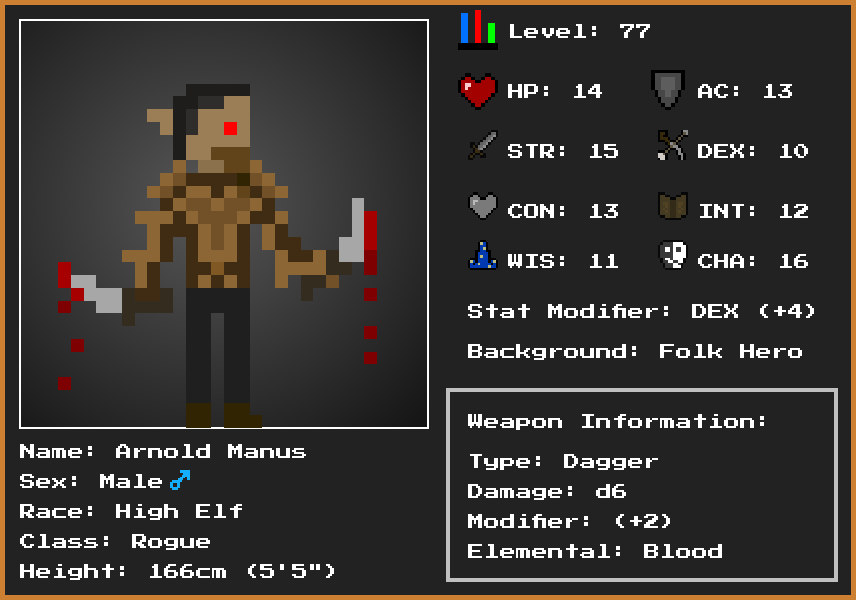 Level: 77
HP: 14
AC: 13
STR: 15
DEX: 10
CON: 13
INT: 12
WIS: 11
CHA: 16
Stat Modifier: DEX (+4)
Background: Folk Hero
Weapon Information:
Type: Dagger
Damage: d6
Modifier: (+2)
Elemental: Blood
Name: Arnold Manus
Sex: Male♂
Race: High Elf
Class: Rogue
Height: 166cm (5'5")